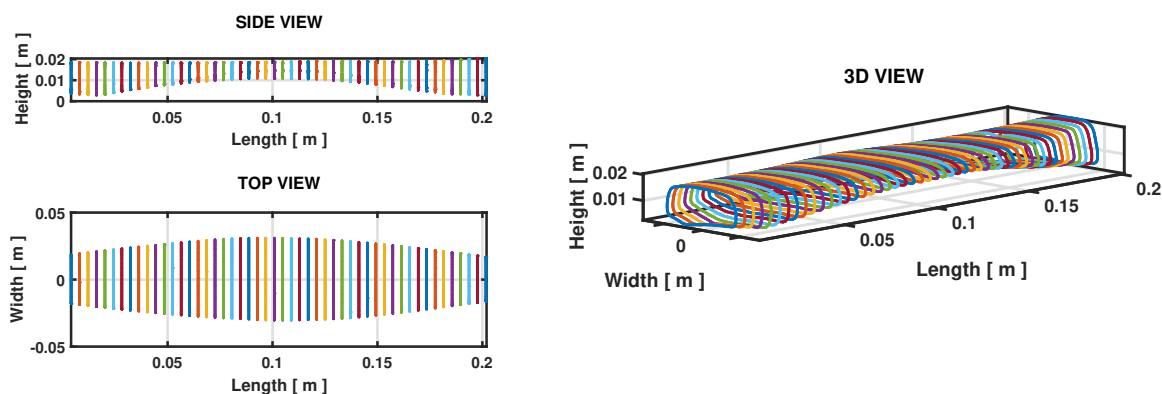 SIDE VIEW
Height [ m ]
0.02
0.01
0
0.05
0.1
0.15
0.2
Length [ m ]
TOP VIEW
Width [ m ]
0.05
0
-0.05
0.05
0.1
0.15
0.2
Length [ m ]
3D VIEW
Height [ m ]
0.02
0.01
0
Width [ m ]
0.05
0.1
0.15
0.2
Length [ m ]